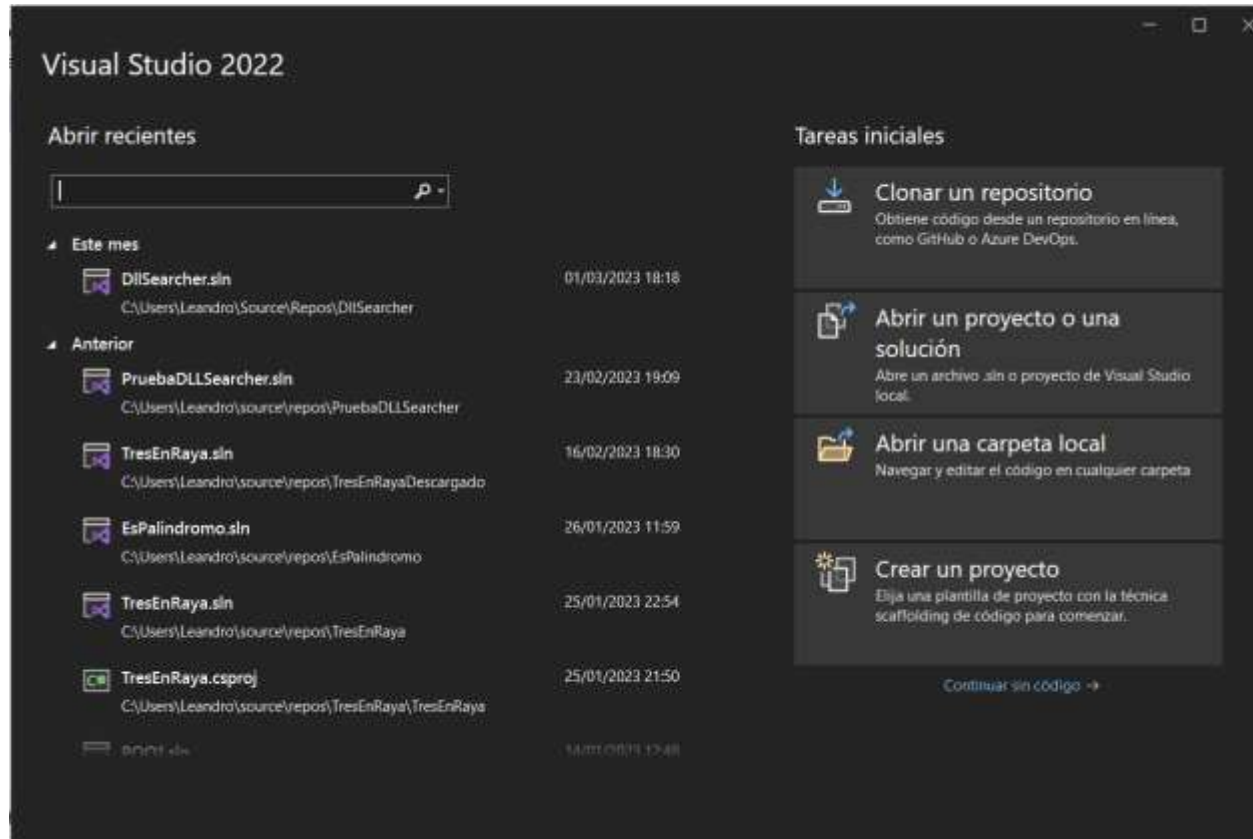 Visual Studio 2022
Abrir recientes
Este mes
DllSearcher.sln 01/03/2023 18:18
C:\Users\Leandro\Source\Repos\DllSearcher
Anterior
PruebaDLLSearcher.sln 23/02/2023 19:09
C:\Users\Leandro\source\repos\PruebaDLLSearcher
TresEnRaya.sln 16/02/2023 18:30
C:\Users\Leandro\source\repos\TresEnRayaDescargado
EsPalindromo.sln 26/01/2023 11:59
C:\Users\Leandro\source\repos\EsPalindromo
TresEnRaya.sln 25/01/2023 22:54
C:\Users\Leandro\source\repos\TresEnRaya
C# TresEnRaya.csproj 25/01/2023 21:50
C:\Users\Leandro\source\repos\TresEnRaya\TresEnRaya
Tareas iniciales
Clonar un repositorio
Obtiene código desde un repositorio en línea,
como GitHub o Azure DevOps.
Abrir un proyecto o una
solución
Abre un archivo .sln o proyecto de Visual Studio
local.
Abrir una carpeta local
Navegar y editar el código en cualquier carpeta
Crear un proyecto
Elija una plantilla de proyecto con la técnica
scaffolding de código para comenzar.
Continuar sin código →